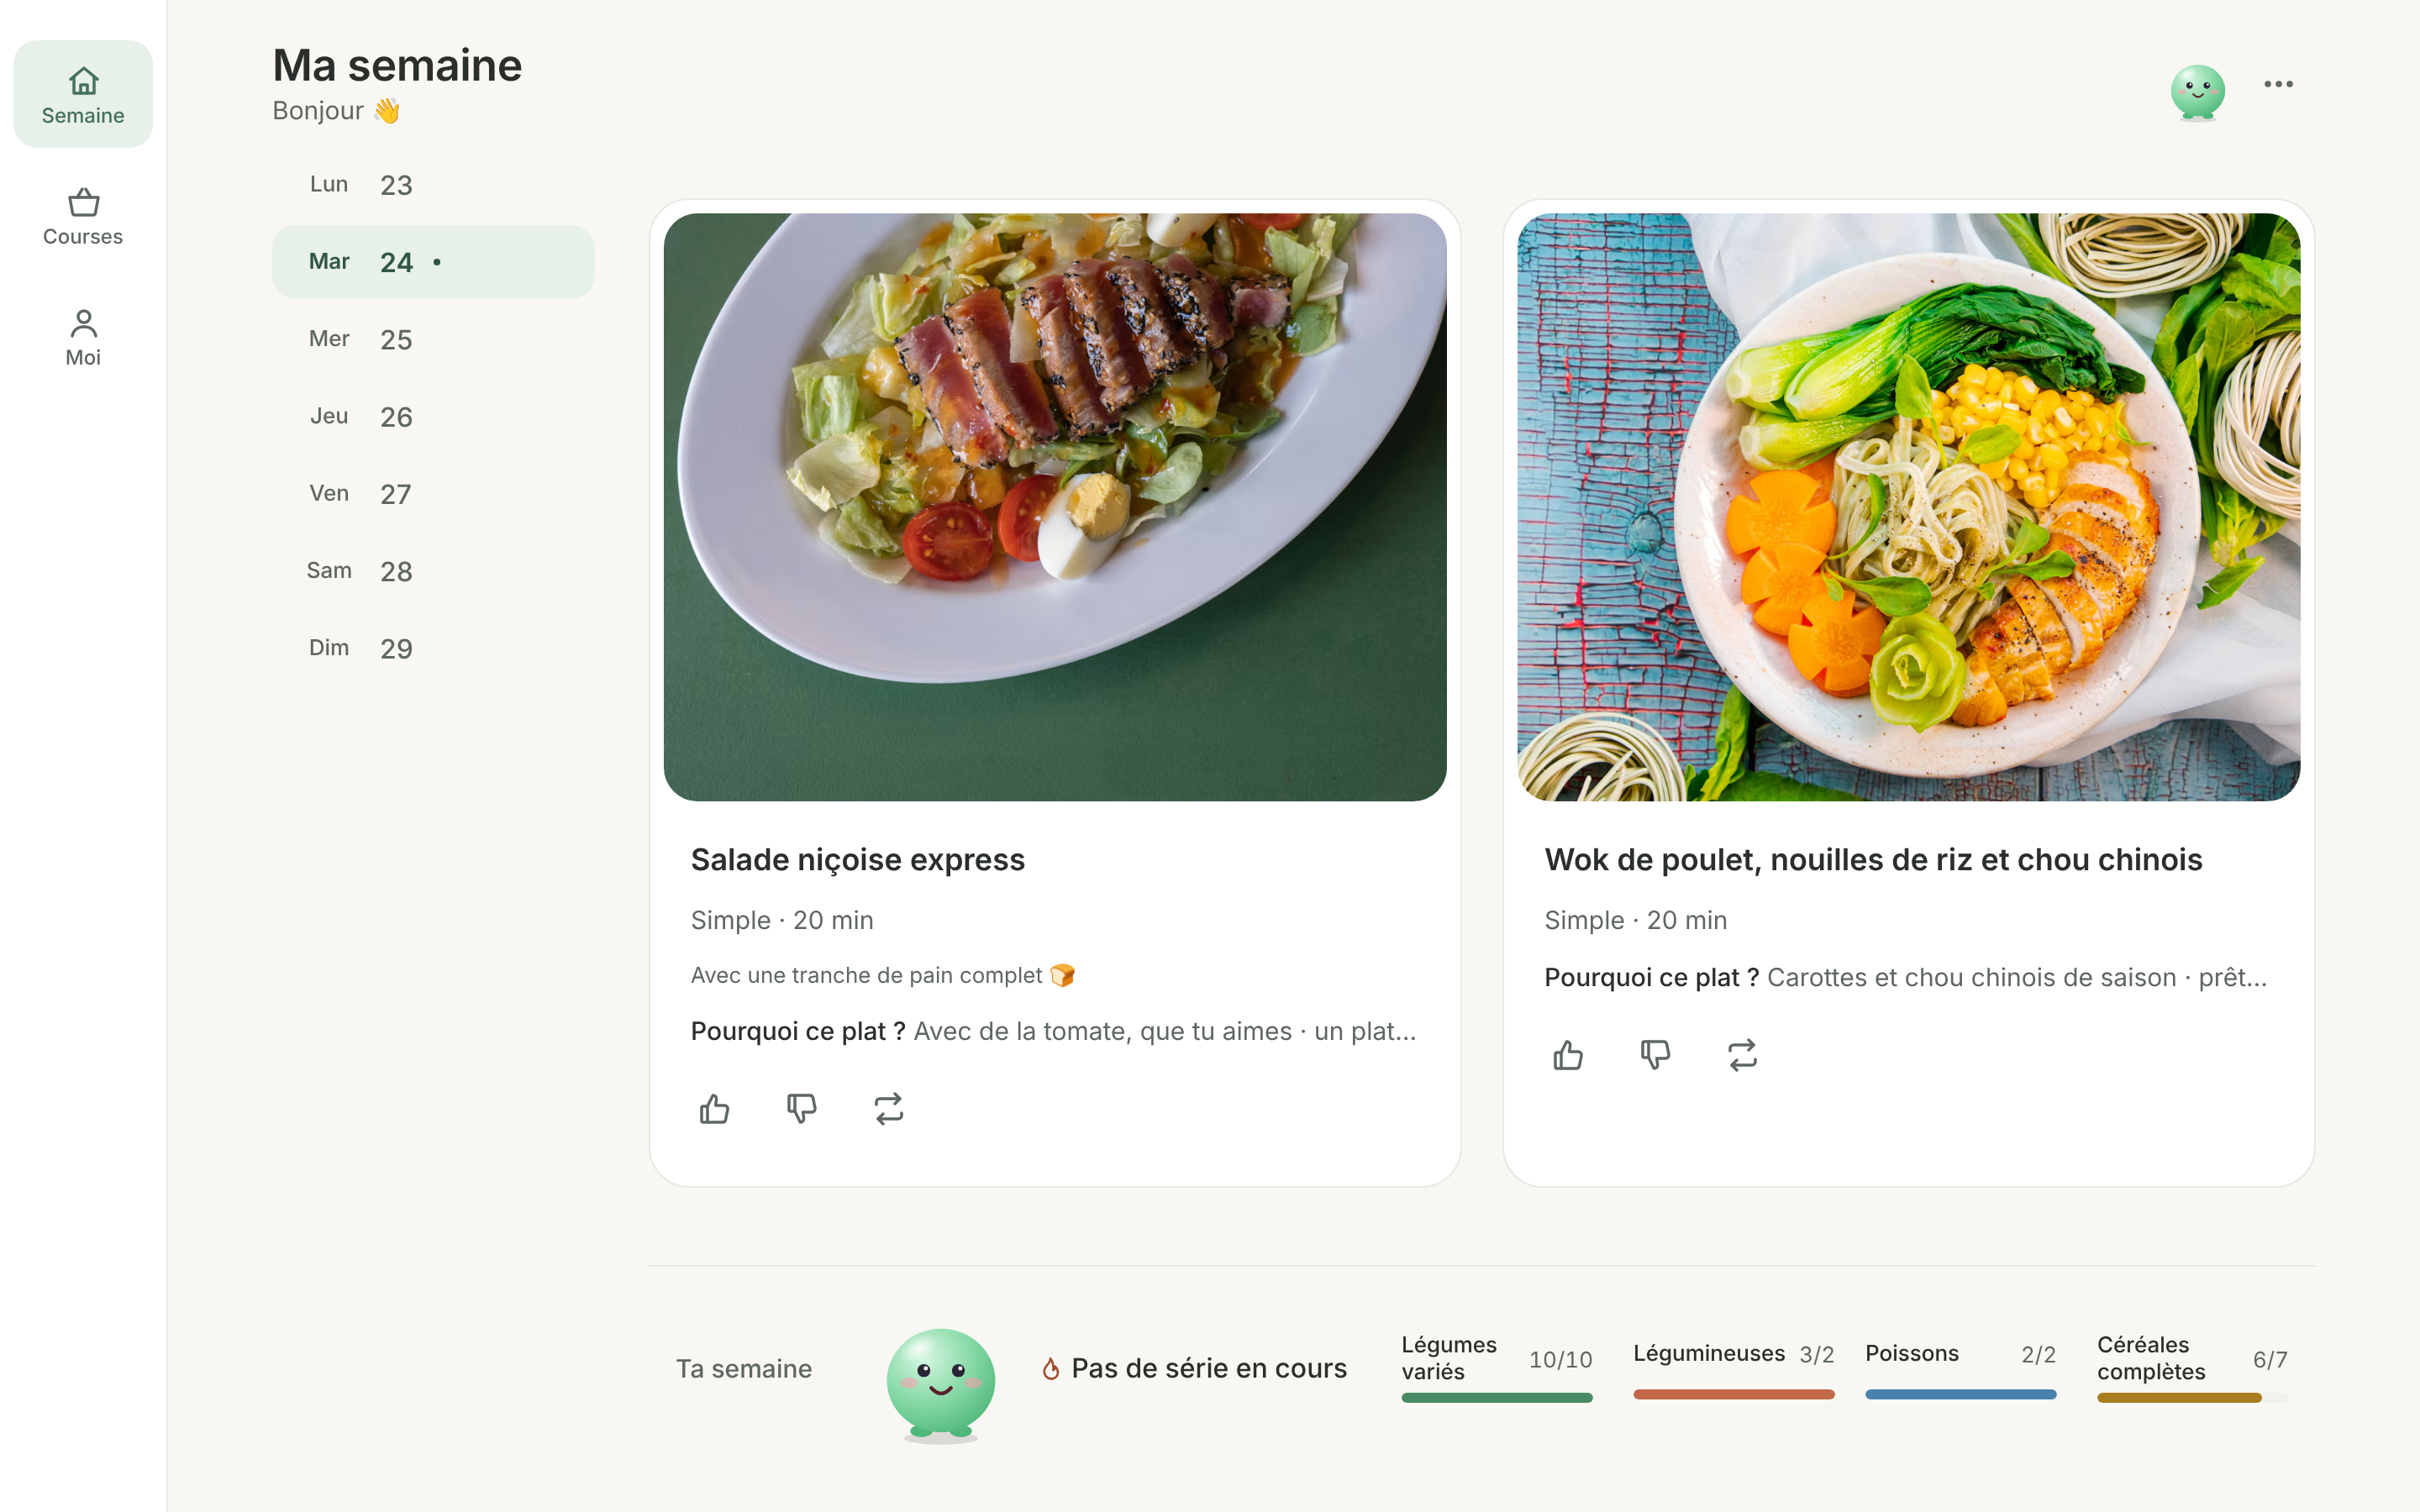 Semaine
Courses
Moi
Ma semaine
Bonjour 👋
Lun 23
Mar 24 •
Mer 25
Jeu 26
Ven 27
Sam 28
Dim 29
Salade niçoise express
Simple · 20 min
Avec une tranche de pain complet 🍞
Pourquoi ce plat ? Avec de la tomate, que tu aimes · un plat…
Wok de poulet, nouilles de riz et chou chinois
Simple · 20 min
Pourquoi ce plat ? Carottes et chou chinois de saison · prêt…
Ta semaine
Pas de série en cours
Légumes
variés
10/10
Légumineuses 3/2
Poissons 2/2
Céréales
complètes
6/7